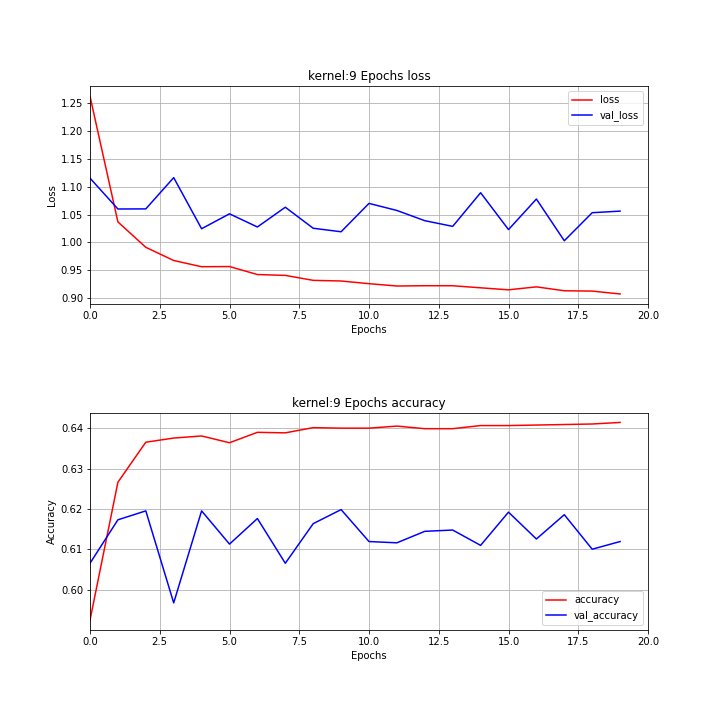 kernel:9 Epochs loss
1.25
1.20
1.15
1.10
1.05
1.00
0.95
0.90
Loss
loss
val_loss
0.0 2.5 5.0 7.5 10.0 12.5 15.0 17.5 20.0
Epochs
kernel:9 Epochs accuracy
0.64
0.63
0.62
0.61
0.60
Accuracy
accuracy
val_accuracy
0.0 2.5 5.0 7.5 10.0 12.5 15.0 17.5 20.0
Epochs